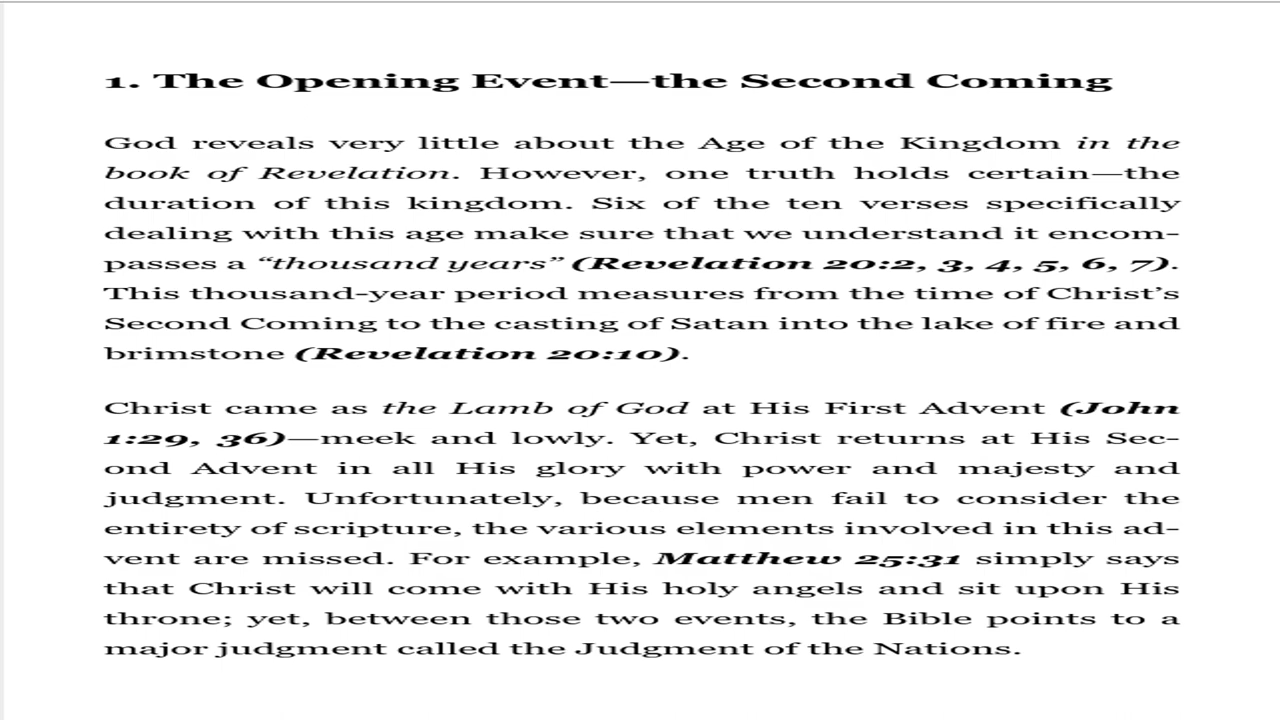 1. The Opening Event—the Second Coming
God reveals very little about the Age of the Kingdom in the
book of Revelation. However, one truth holds certain—the
duration of this kingdom. Six of the ten verses specifically
dealing with this age make sure that we understand it encom-
passes a “thousand years” (Revelation 20:2, 3, 4, 5, 6, 7).
This thousand-year period measures from the time of Christ’s
Second Coming to the casting of Satan into the lake of fire and
brimstone (Revelation 20:10).
Christ came as the Lamb of God at His First Advent (John
1:29, 36)—meek and lowly. Yet, Christ returns at His Sec-
ond Advent in all His glory with power and majesty and
judgment. Unfortunately, because men fail to consider the
entirety of scripture, the various elements involved in this ad-
vent are missed. For example, Matthew 25:31 simply says
that Christ will come with His holy angels and sit upon His
throne; yet, between those two events, the Bible points to a
major judgment called the Judgment of the Nations.